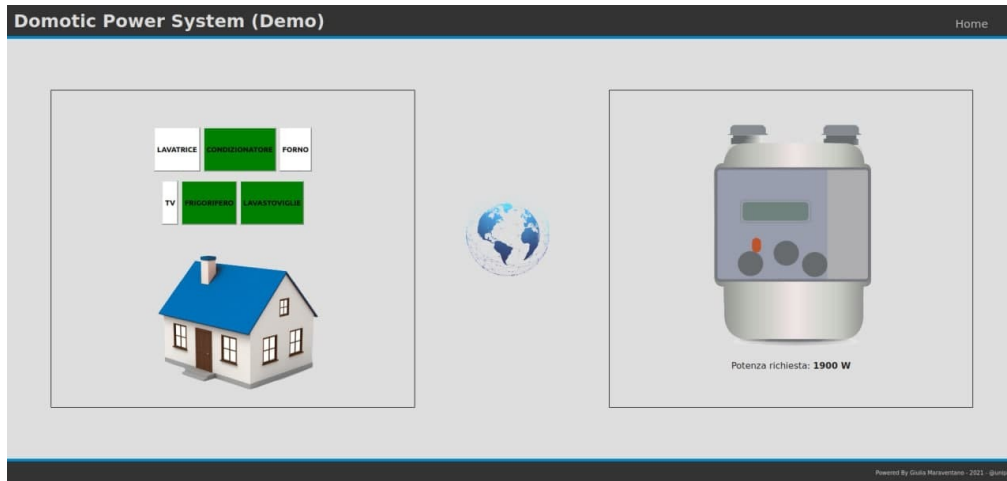 Domotic Power System (Demo)
Home
LAVATRICE CONDIZIONATORE FORNO
TV FRIGORIFERO LAVASTOVIGLIE
Potenza richiesta: 1900 W
Powered By Giulia Maraventano - 2021 -